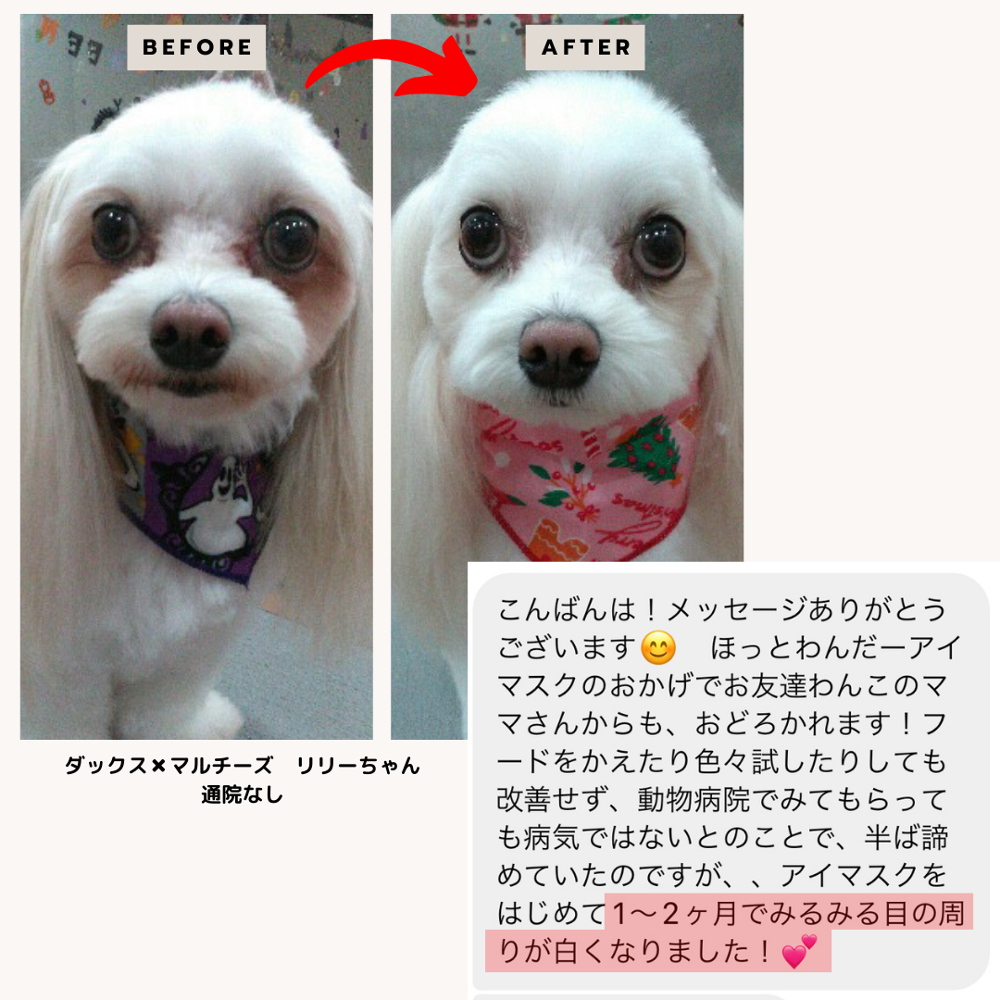 BEFORE
AFTER
ダックス✖マルチーズ　リリーちゃん
通院なし
こんばんは！メッセージありがとう
ございます😊　ほっとわんだーアイ
マスクのおかげでお友達わんこのマ
マさんからも、おどろかれます！フ
ードをかえたり色々試したりしても
改善せず、動物病院でみてもらって
も病気ではないとのことで、半ば諦
めていたのですが、、アイマスクを
はじめて1〜2ヶ月でみるみる目の周
りが白くなりました！💕